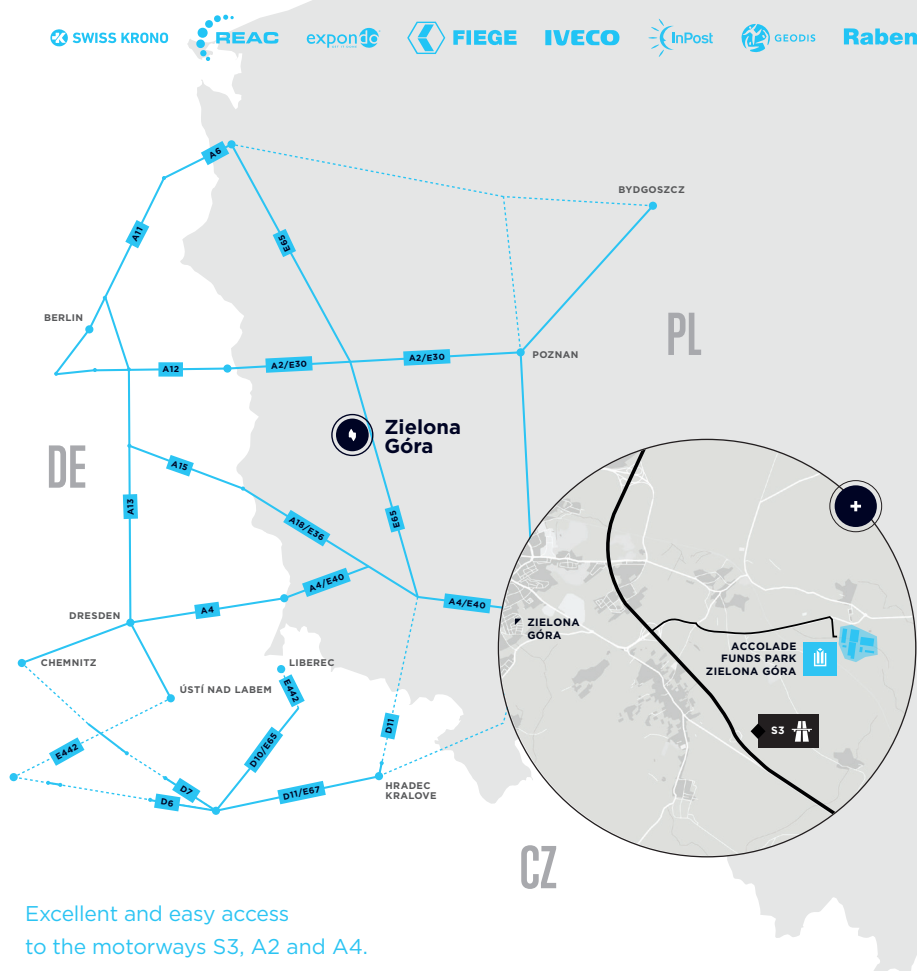 SWISS KRONO
REAC
expondo
InPost
FIEGE
IVECO
GEODIS
Raben
A6
BYDGOSZCZ
A11
E65
PL
BERLIN
A2/E30
A2/E30
POZNAN
A12
Zielona
Góra
DE
A15
A13
E65
A18/E36
A4/E40
A4
A4/E40
DRESDEN
ZIELONA
GÓRA
ACCOLADE
FUNDS PARK
ZIELONA GÓRA
CHEMNITZ
LIBEREC
ÚSTÍ NAD LABEM
E442
D11
S3
E442
D10/E65
D7
D6
D11/E67
HRADEC
KRALOVE
CZ
Excellent and easy access
to the motorways S3, A2 and A4.